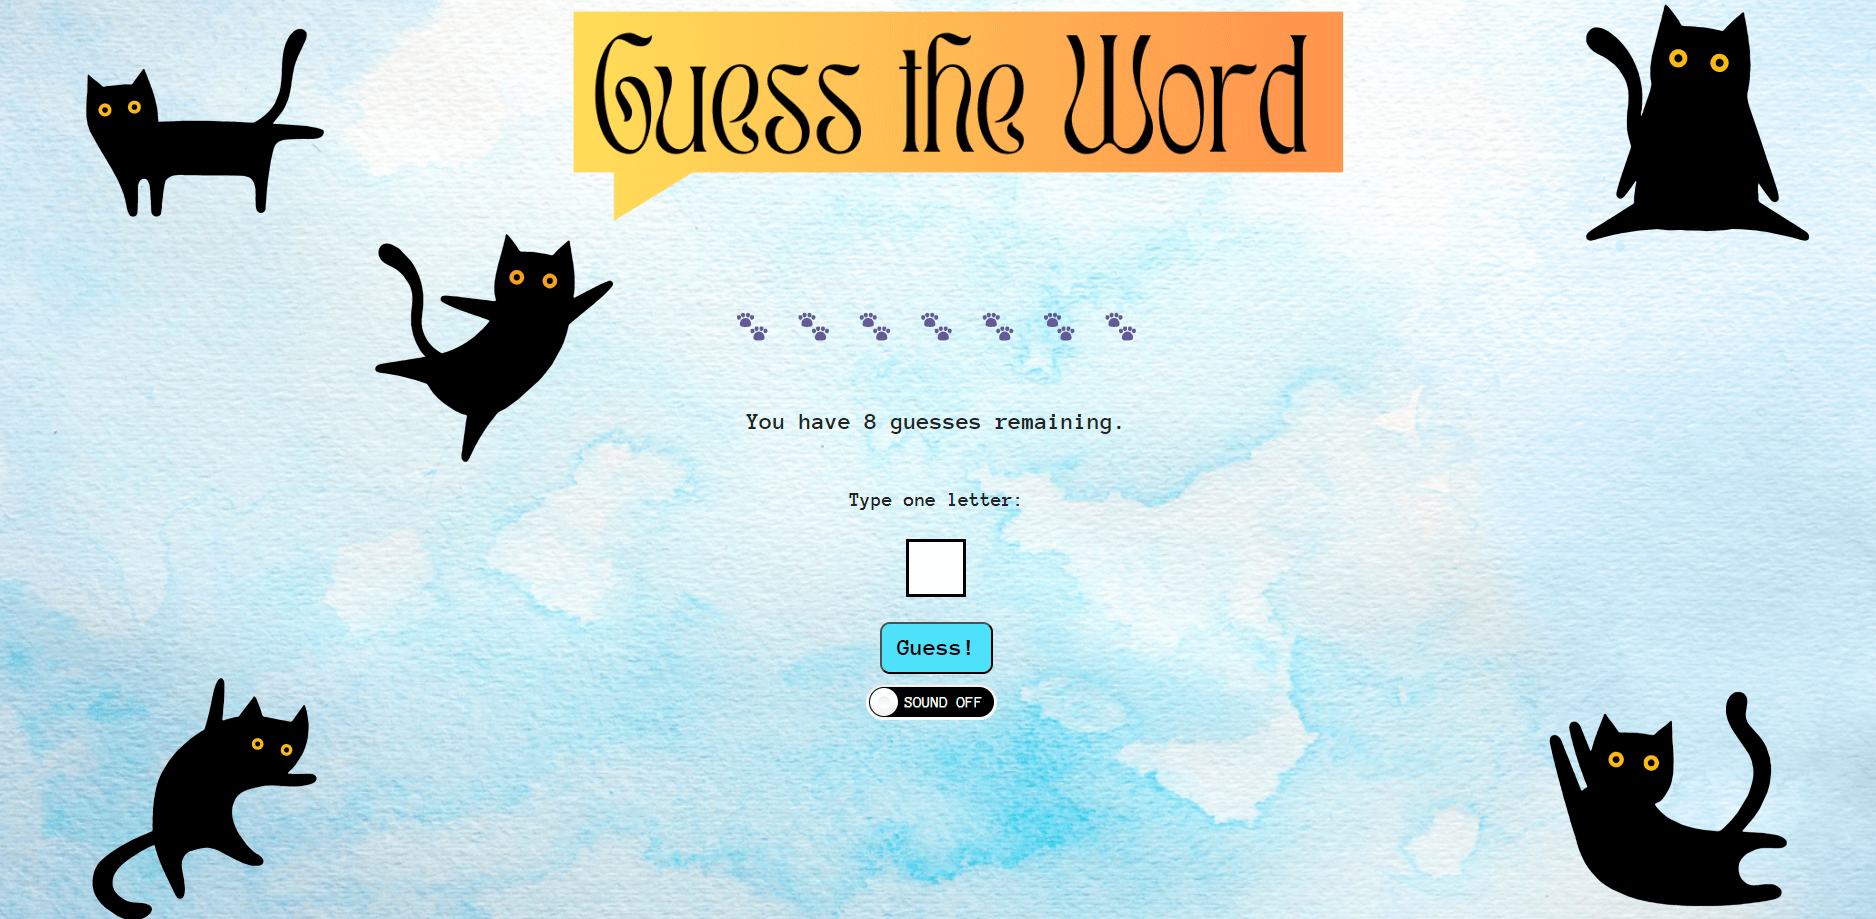 Guess the Word
You have 8 guesses remaining.
Type one letter:
Guess!
SOUND OFF